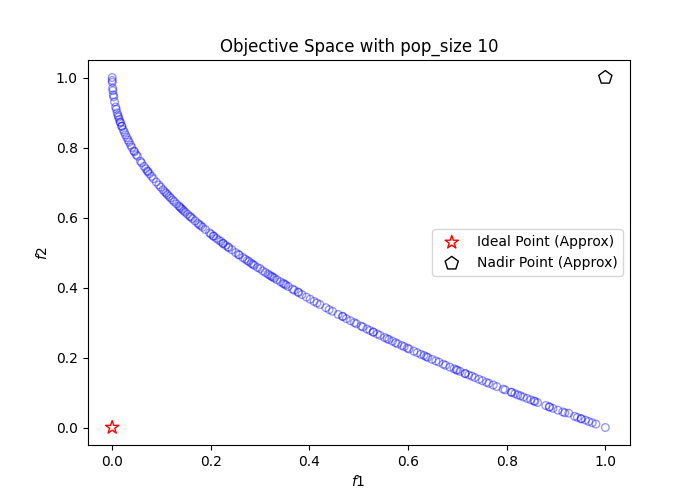 Objective Space with pop_size 10
1.0
0.8
0.6
0.4
0.2
0.0
f2
Ideal Point (Approx)
Nadir Point (Approx)
0.0 0.2 0.4 0.6 0.8 1.0
f1